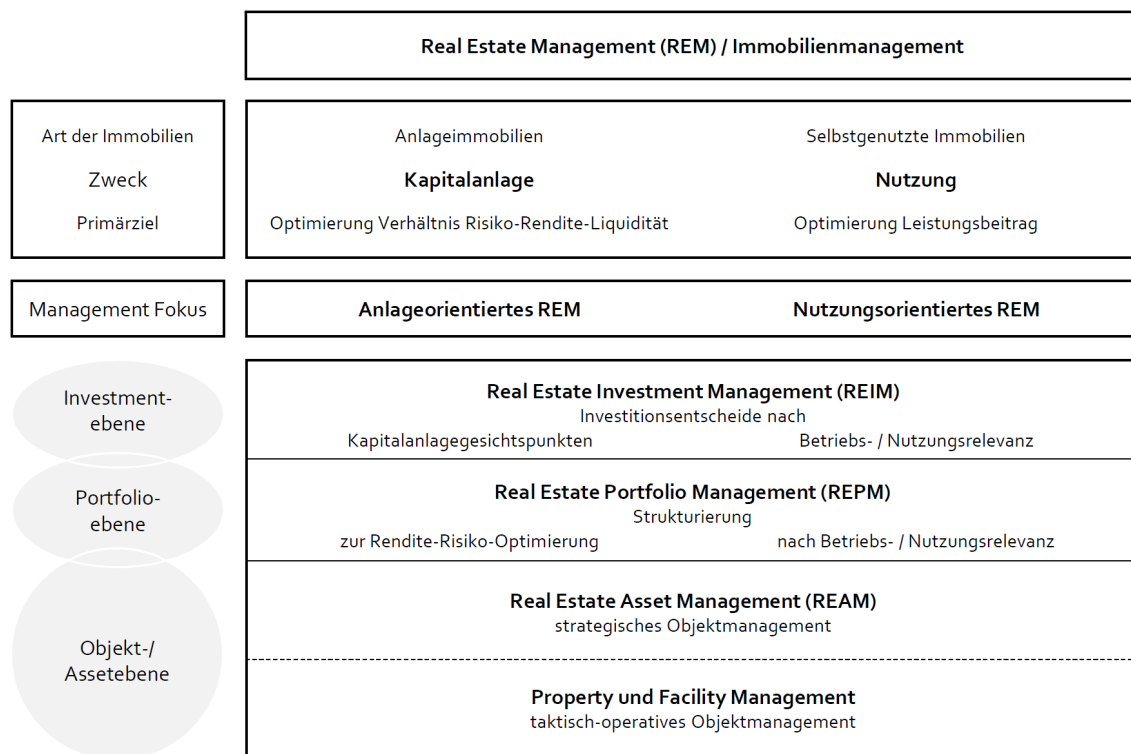 Real Estate Management (REM) / Immobilienmanagement
Art der Immobilien
Anlageimmobilien
Selbstgenutzte Immobilien
Zweck
Kapitalanlage
Nutzung
Primärziel
Optimierung Verhältnis Risiko-Rendite-Liquidität
Optimierung Leistungsbeitrag
Management Fokus
Anlageorientiertes REM
Nutzungsorientiertes REM
Investment-
ebene
Real Estate Investment Management (REIM)
Investitionsentscheide nach
Kapitalanlagegesichtspunkten
Betriebs- / Nutzungsrelevanz
Portfolio-
ebene
Real Estate Portfolio Management (REPM)
Strukturierung
zur Rendite-Risiko-Optimierung
nach Betriebs- / Nutzungsrelevanz
Objekt-/
Assetebene
Real Estate Asset Management (REAM)
strategisches Objektmanagement
Property und Facility Management
taktisch-operatives Objektmanagement